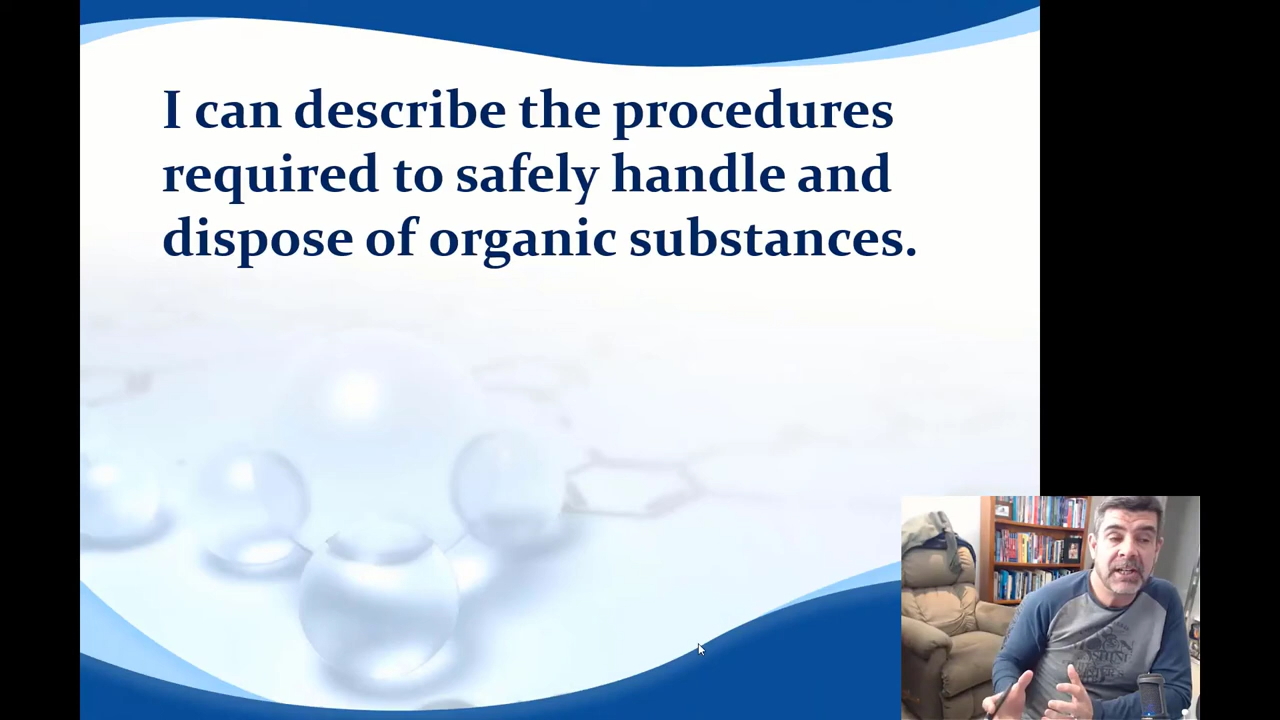 I can describe the procedures
required to safely handle and
dispose of organic substances.